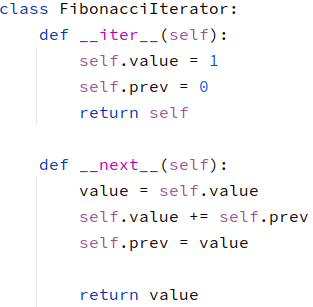 class FibonacciIterator:
    def __iter__(self):
        self.value = 1
        self.prev = 0
        return self

    def __next__(self):
        value = self.value
        self.value += self.prev
        self.prev = value

        return value